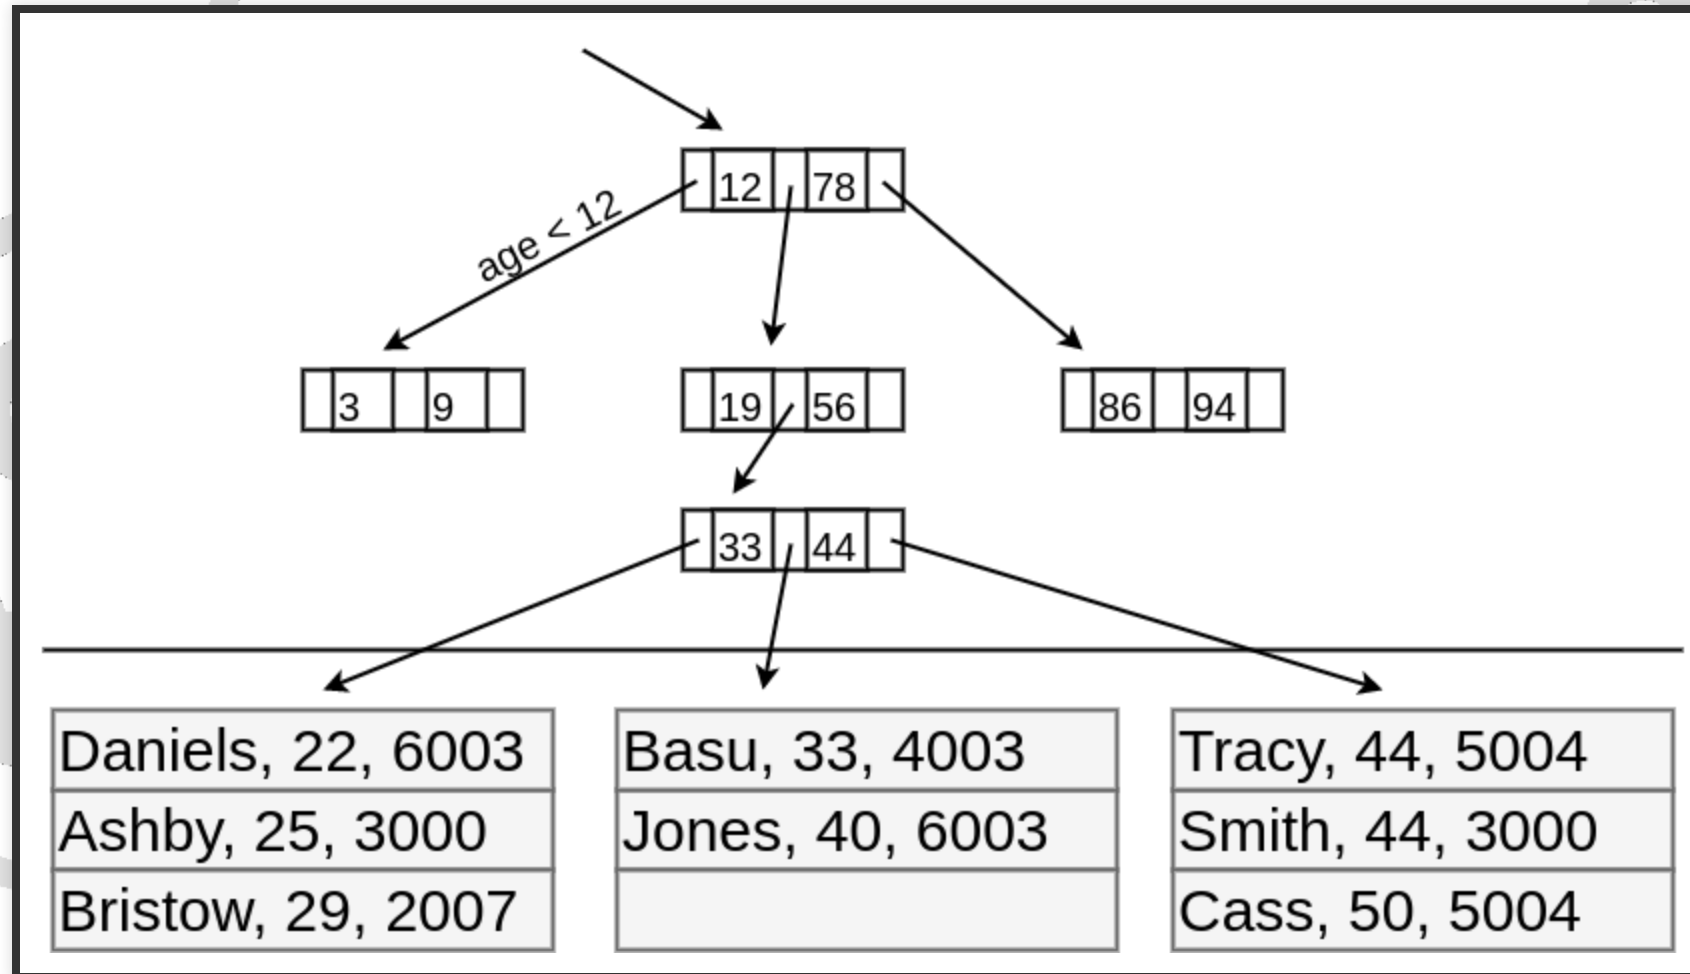 12 78
age < 12
3 9
19 56
86 94
33 44
Daniels, 22, 6003
Ashby, 25, 3000
Bristow, 29, 2007
Basu, 33, 4003
Jones, 40, 6003
Tracy, 44, 5004
Smith, 44, 3000
Cass, 50, 5004